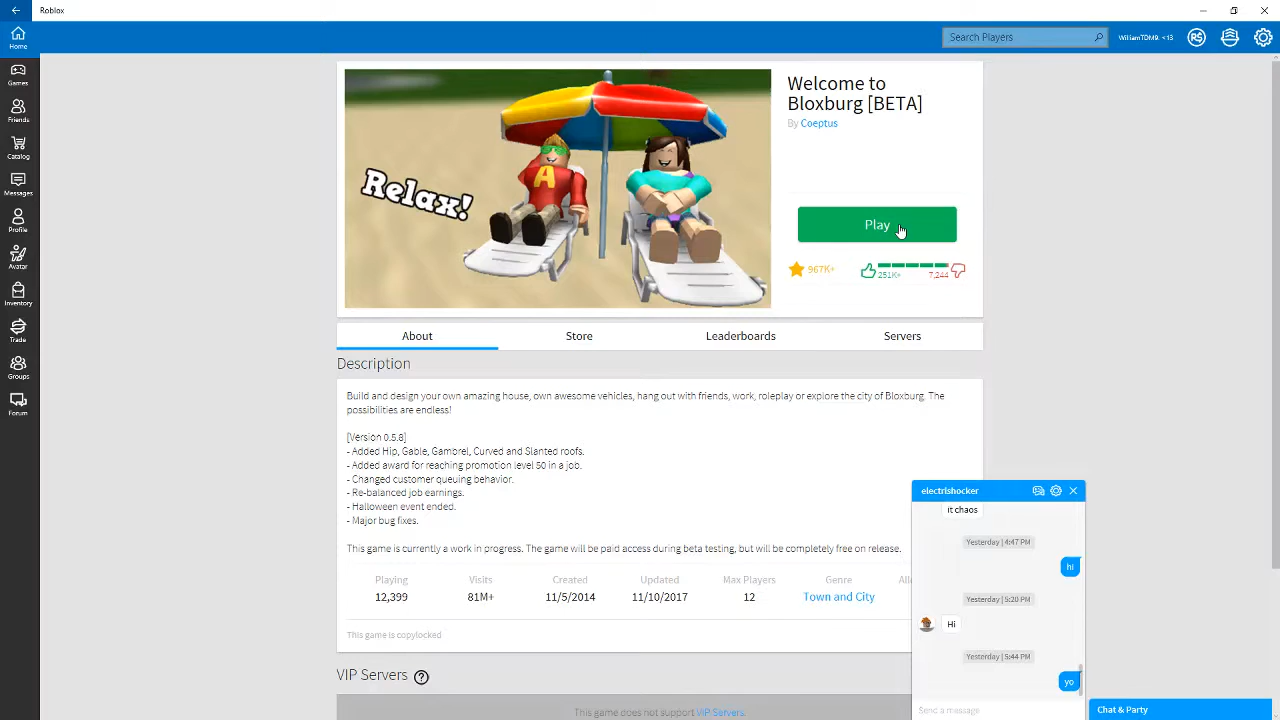 Roblox
Search Players
WilliamTDM9: <13
Home
Games
Friends
Catalog
Messages
Profile
Avatar
Inventory
Trade
Groups
Forum
Relax!
A
Welcome to
Bloxburg [BETA]
By Coeptus
Play
967K+
251K+
7,244
About
Store
Leaderboards
Servers
Description
Build and design your own amazing house, own awesome vehicles, hang out with friends, work, roleplay or explore the city of Bloxburg. The
possibilities are endless!
[Version 0.5.8]
- Added Hip, Gable, Gambrel, Curved and Slanted roofs.
- Added award for reaching promotion level 50 in a job.
- Changed customer queuing behavior.
- Re-balanced job earnings.
- Halloween event ended.
- Major bug fixes.
This game is currently a work in progress. The game will be paid access during beta testing, but will be completely free on release.
Playing
Visits
Created
Updated
Max Players
Genre
12,399
81M+
11/5/2014
11/10/2017
12
Town and City
This game is copylocked
VIP Servers
This game does not support VIP Servers.
electrishocker
it chaos
Yesterday | 4:47 PM
hi
Yesterday | 5:20 PM
Hi
Yesterday | 5:44 PM
yo
Send a message
Chat & Party